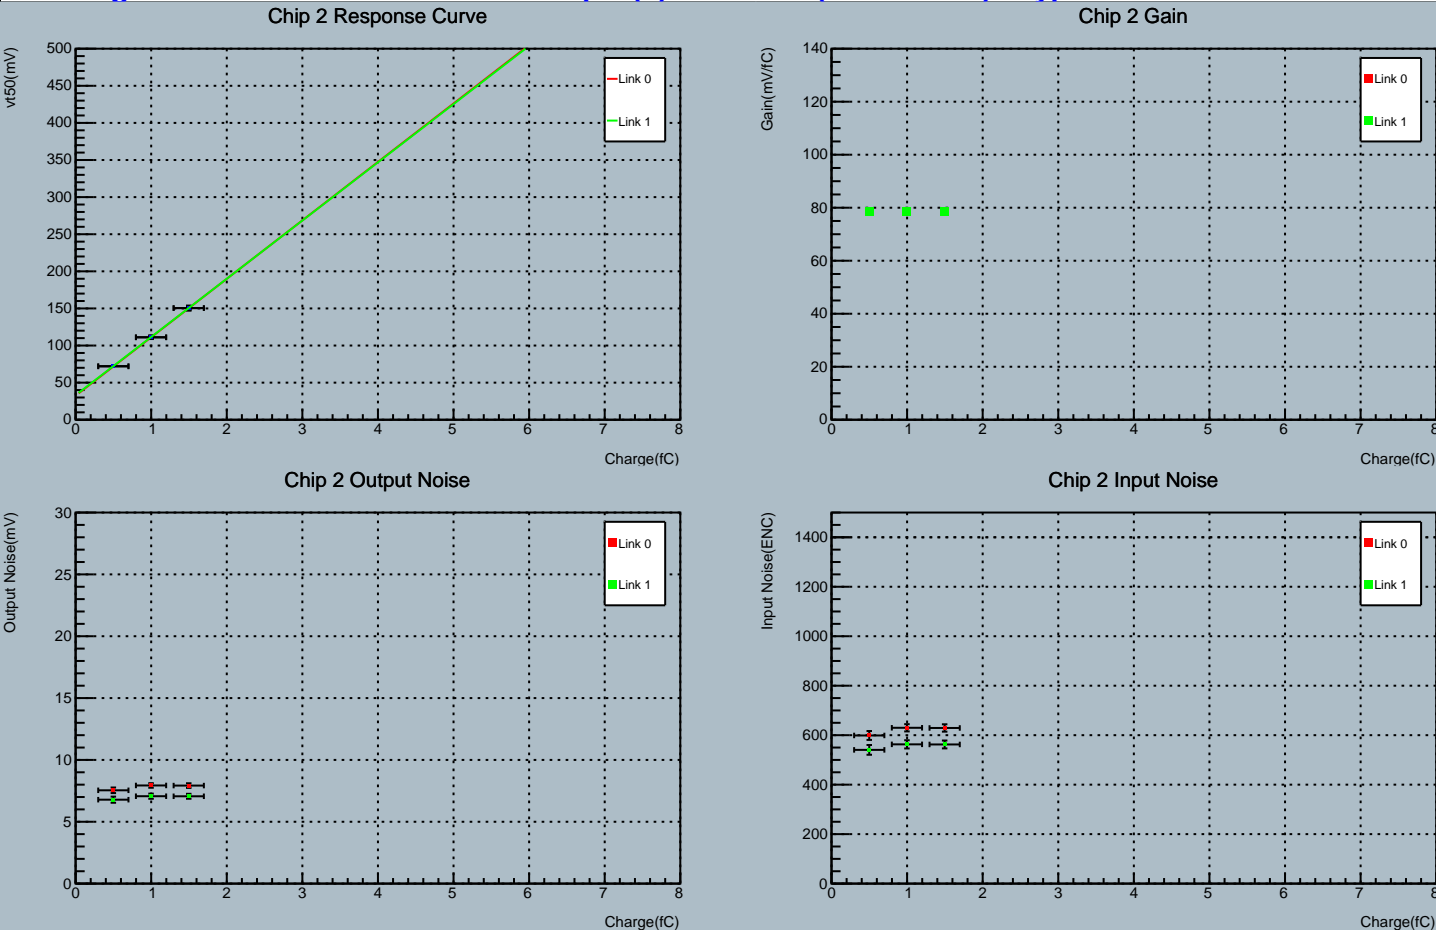 Chip 2 Response Curve
vt50(mV)
500
450
400
350
300
250
200
150
100
50
0
0 1 2 3 4 5 6 7 8
Charge(fC)
Link 0
Link 1
Chip 2 Gain
Gain(mV/fC)
140
120
100
80
60
40
20
0
0 1 2 3 4 5 6 7 8
Charge(fC)
Link 0
Link 1
Chip 2 Output Noise
Output Noise(mV)
30
25
20
15
10
5
0
0 1 2 3 4 5 6 7 8
Charge(fC)
Link 0
Link 1
Chip 2 Input Noise
Input Noise(ENC)
1400
1200
1000
800
600
400
200
0
0 1 2 3 4 5 6 7 8
Charge(fC)
Link 0
Link 1